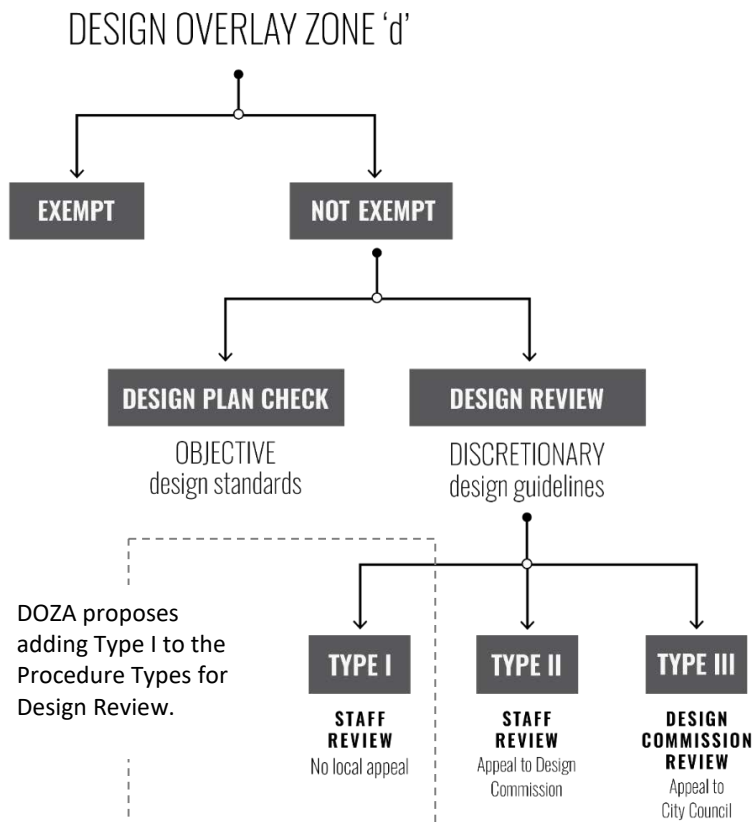 DESIGN OVERLAY ZONE ‘d’
EXEMPT
NOT EXEMPT
DESIGN PLAN CHECK
OBJECTIVE
design standards
DESIGN REVIEW
DISCRETIONARY
design guidelines
DOZA proposes
adding Type I to the
Procedure Types for
Design Review.
TYPE I
STAFF
REVIEW
No local appeal
TYPE II
STAFF
REVIEW
Appeal to Design
Commission
TYPE III
DESIGN
COMMISSION
REVIEW
Appeal to
City Council